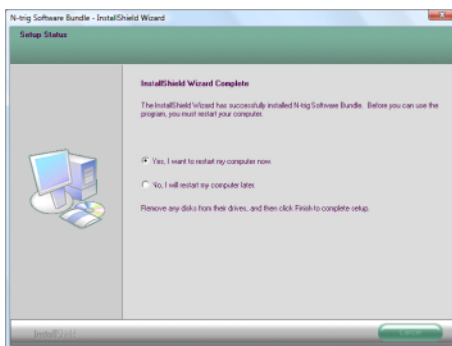 N-trig Software Bundle - InstallShield Wizard
Setup Status
InstallShield Wizard Complete
The InstallShield Wizard has successfully installed N-trig Software Bundle. Before you can use the
program, you must restart your computer.
Yes, I want to restart my computer now.
No, I will restart my computer later.
Remove any disks from their drives, and then click Finish to complete setup.
InstallShield